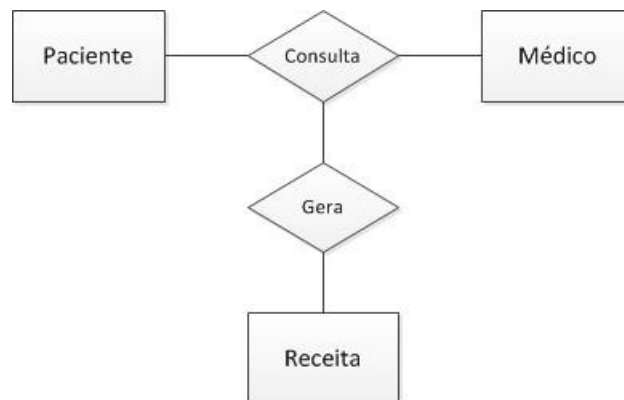 Paciente
Consulta
Médico
Gera
Receita